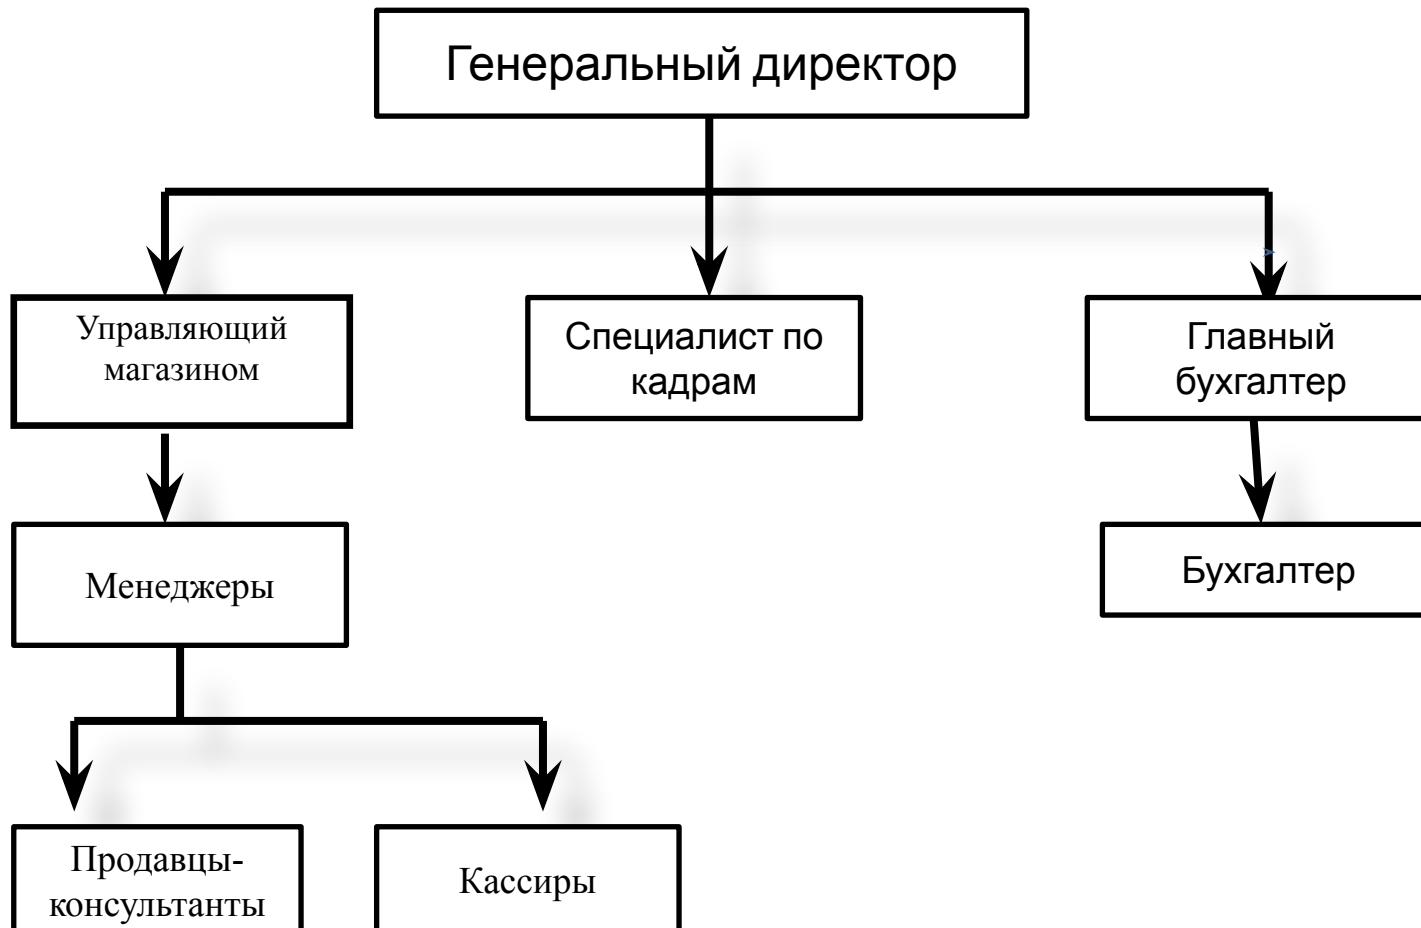 Генеральный директор
Управляющий
магазином
Специалист по
кадрам
Главный
бухгалтер
Менеджеры
Бухгалтер
Продавцы-
консультанты
Кассиры